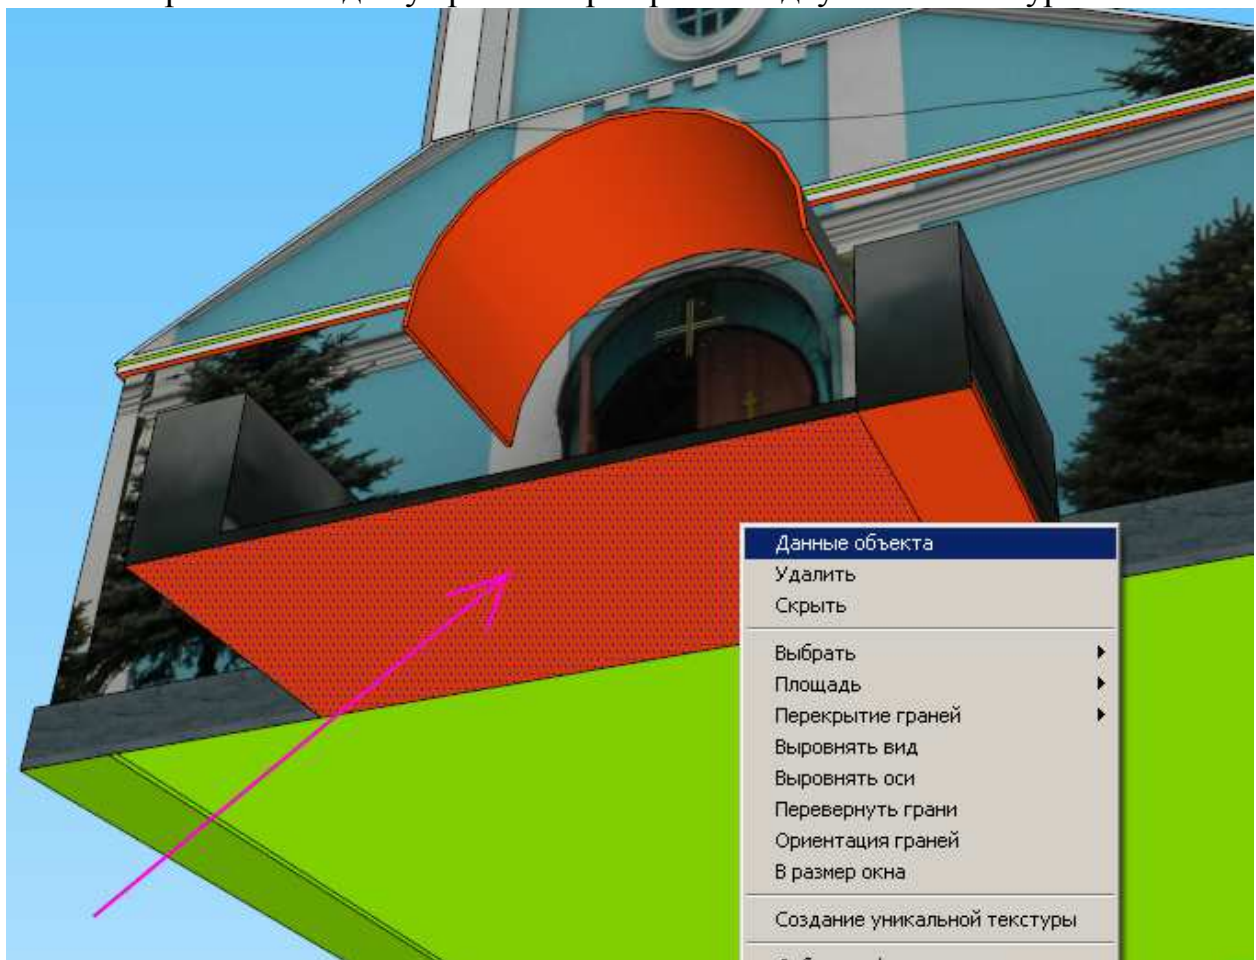 Данные объекта
Удалить
Скрыть
Выбрать
Площадь
Перекрытие граней
Выровнять вид
Выровнять оси
Перевернуть грани
Ориентация граней
В размер окна
Создание уникальной текстуры